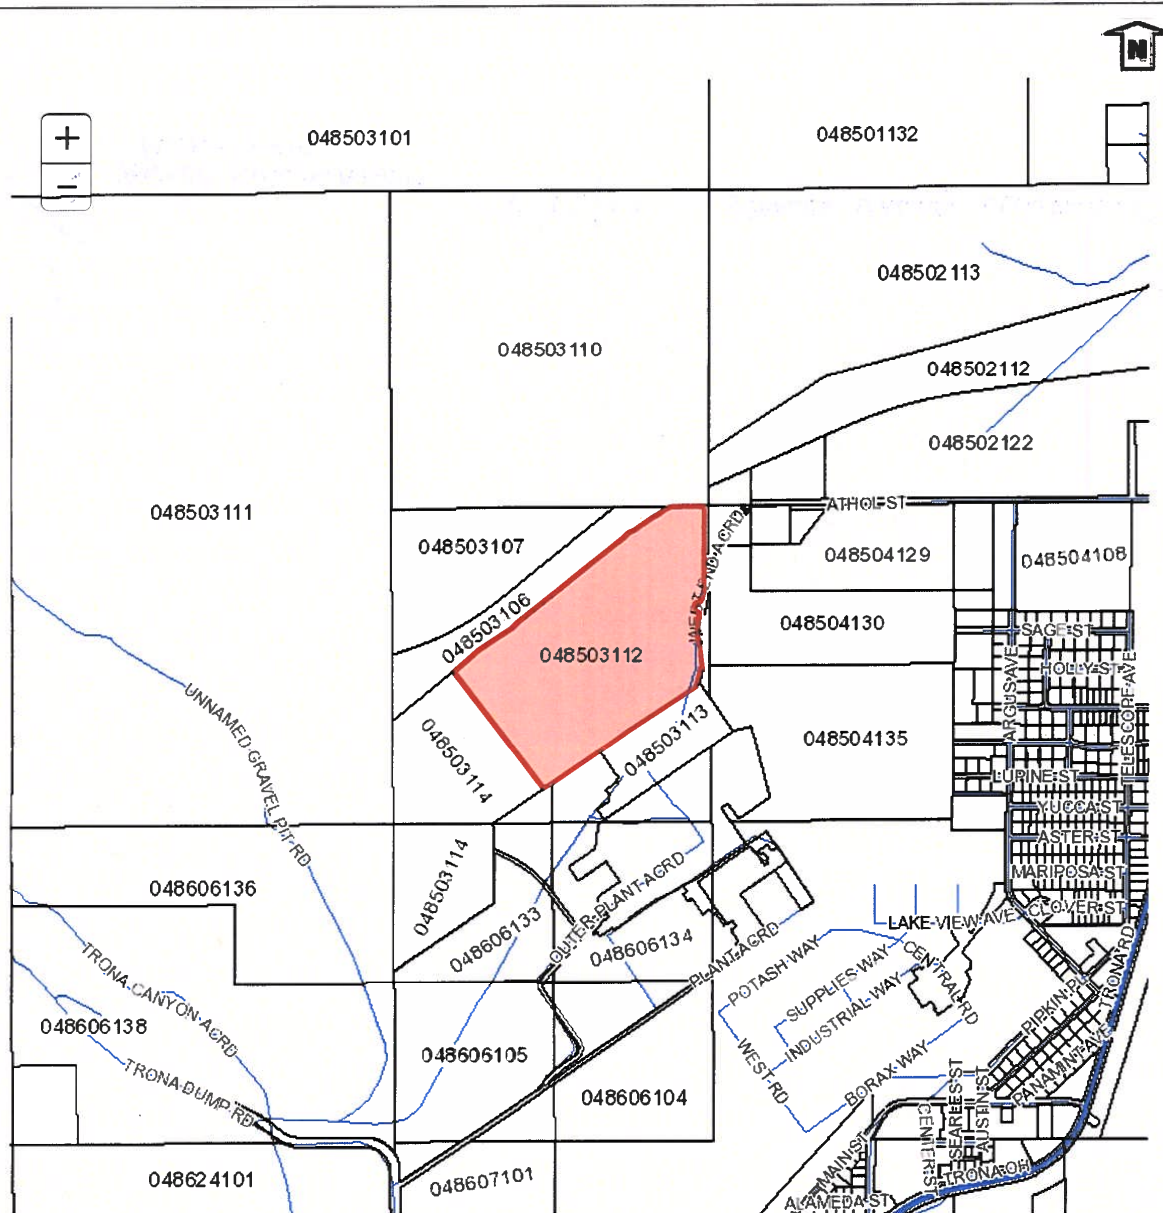 N
+
−
048503101
048501132
048502113
048503110
048502112
048502122
048503111
ATHOL ST
048503107
WEST END ACRD
048504129
048504108
048503106
048504130
SAGE ST
048503112
HOLLY ST
ARGUS AVE
TELESCOPE AVE
UNNAMED GRAVEL PIT RD
048503114
048503113
048504135
LUPINE ST
YUCCA ST
ASTER ST
MARIPOSA ST
048606136
048503114
OUTER PLANT ACRD
CLOVER ST
LAKE VIEW AVE
048606133
048606134
PLANT ACRD
POTASH WAY
SUPPLIES WAY
CENTRAL RD
TRONA RD
TRONA CANYON ACRD
INDUSTRIAL WAY
PIPKIN PL
048606138
048606105
WEST RD
BORAX WAY
PANAMINT AVE
TRONA DUMP RD
048606104
SEARLES ST
AUSTIN ST
CENTER ST
MAIN ST
048624101
048607101
TRONA
ALAMEDA ST